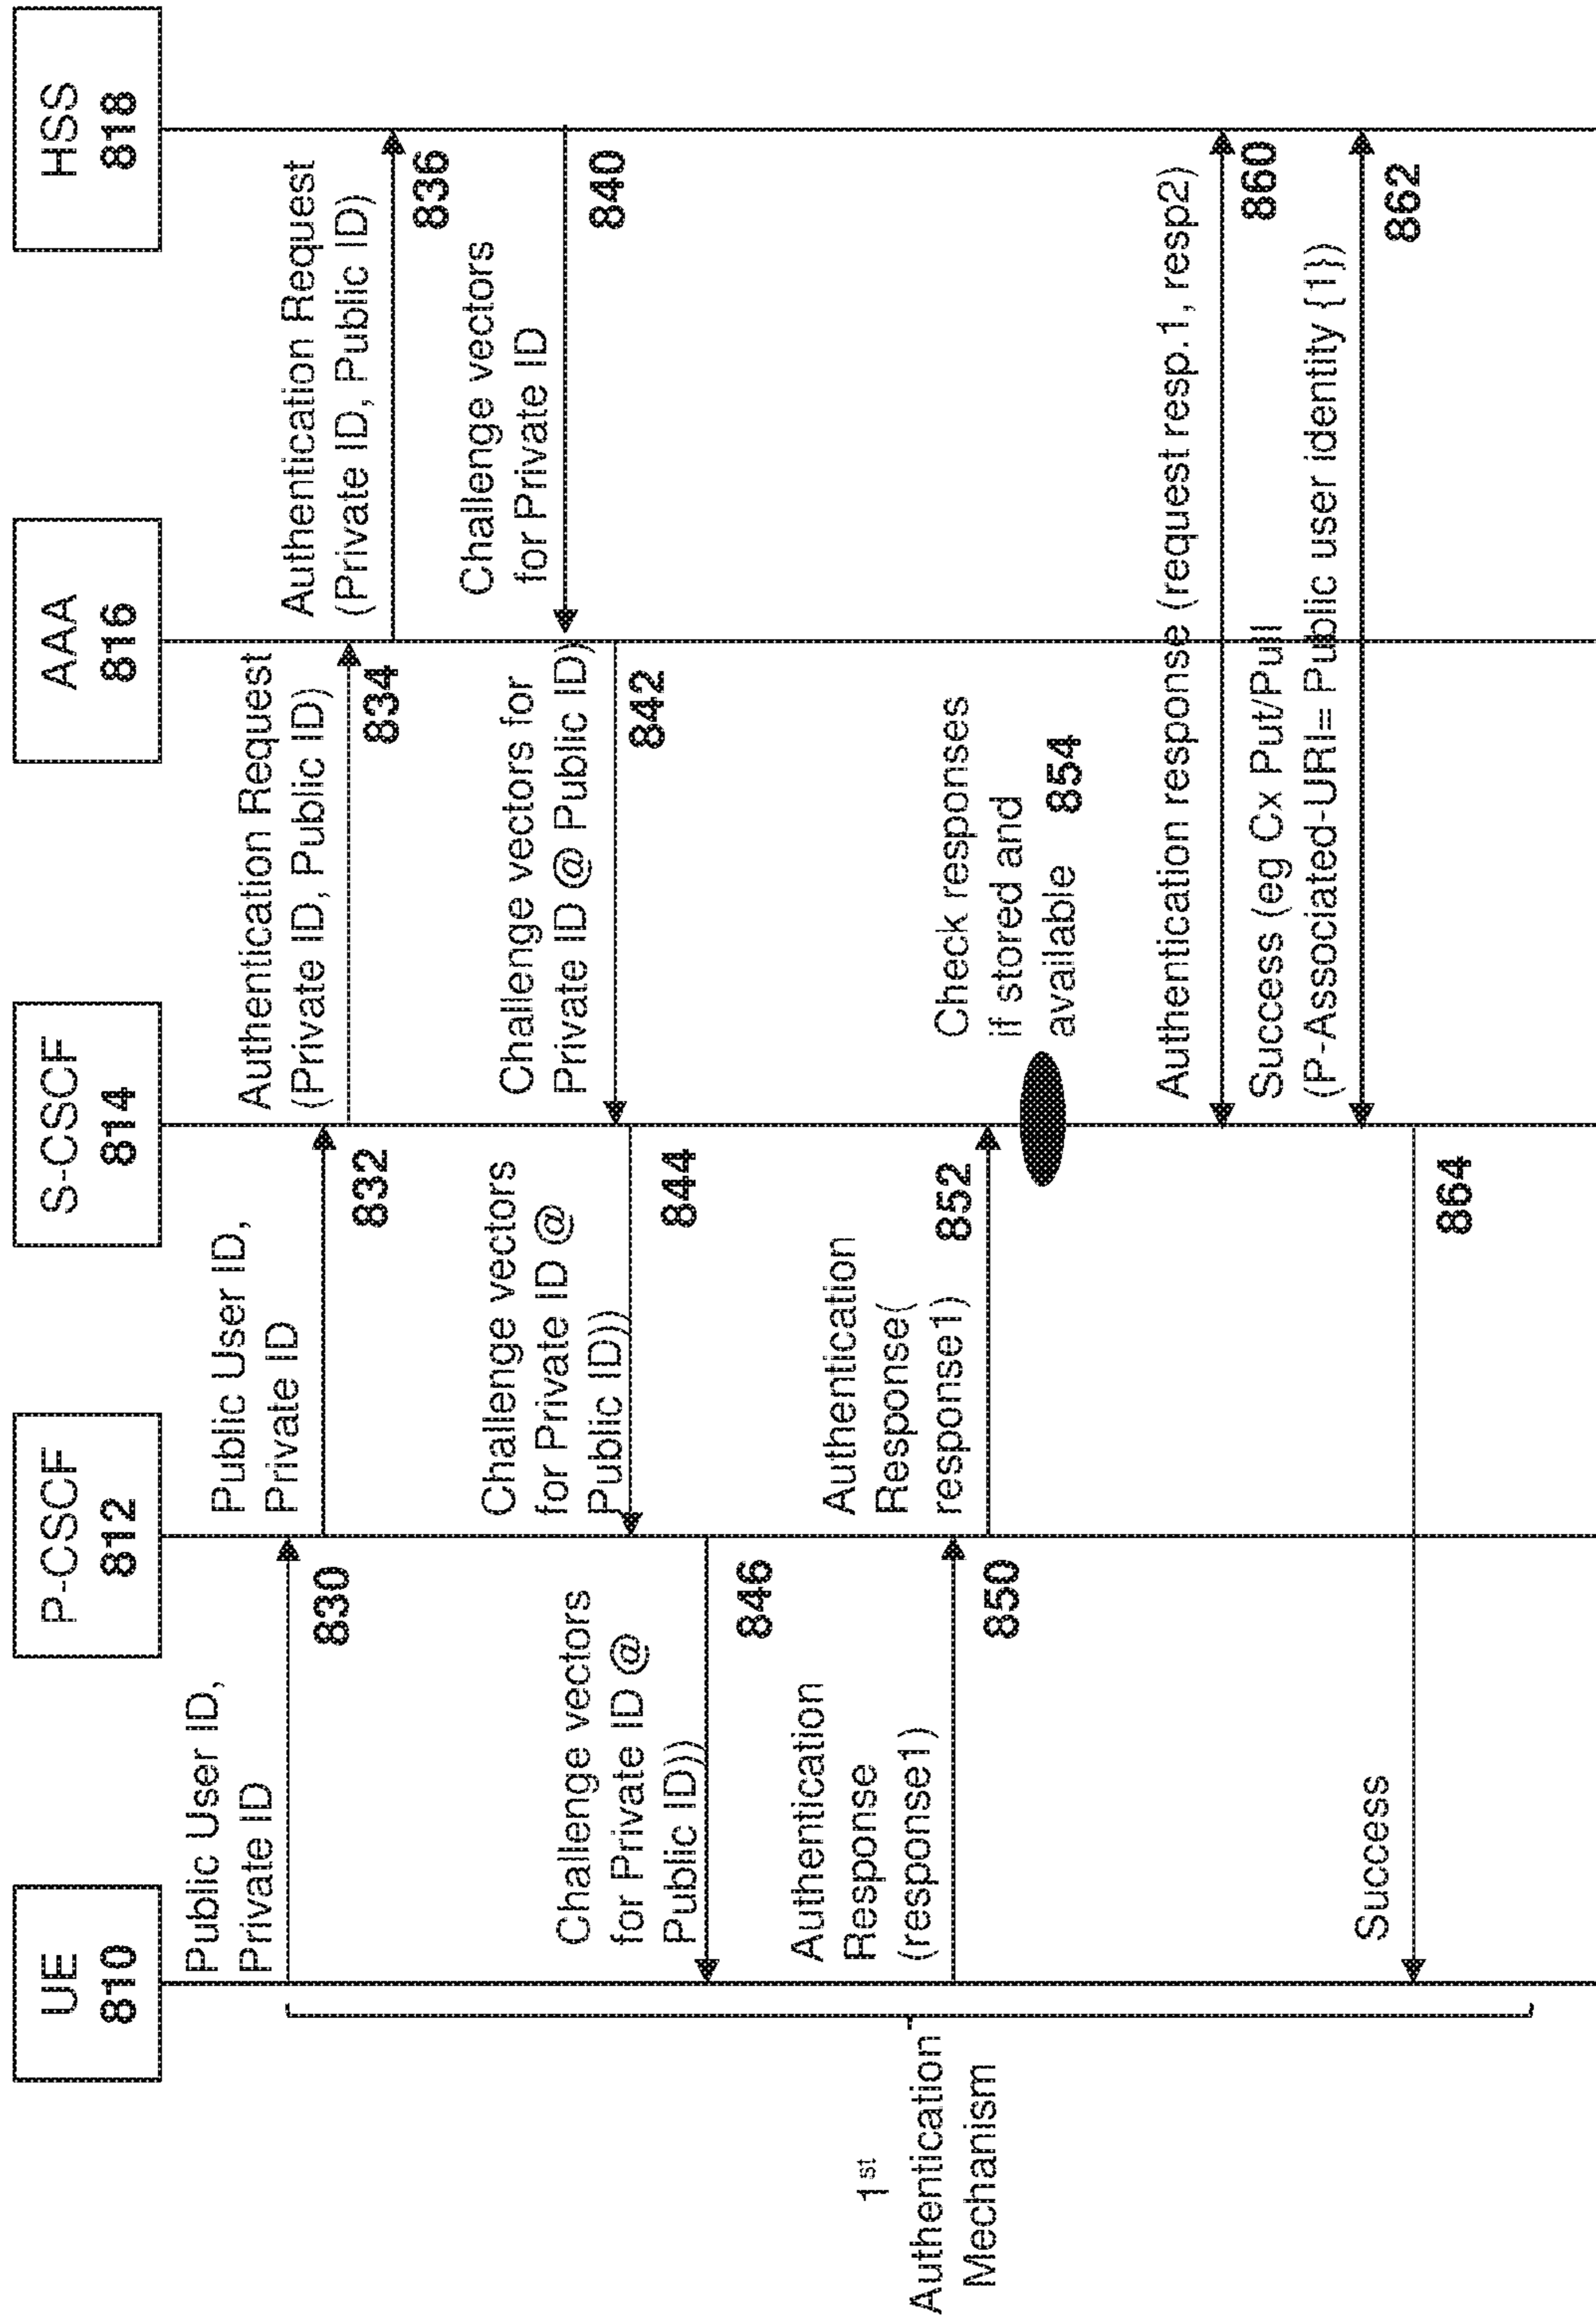 UE
810
P-CSCF
812
S-CSCF
814
AAA
816
HSS
818
Public User ID,
Private ID
830
Public User ID,
Private ID
832
Authentication Request
(Private ID, Public ID)
834
Authentication Request
(Private ID, Public ID)
836
Challenge vectors
for Private ID
840
Challenge vectors for
Private ID @ Public ID)
842
Challenge vectors
for Private ID @
Public ID))
844
Challenge vectors
for Private ID @
Public ID))
846
Authentication
Response
(response1)
850
Authentication
Response(
response1)
852
Check responses
if stored and
available 854
Authentication response (request resp.1, resp2)
860
Success (eg Cx Put/Pull
(P-Associated-URI= Public user identity {1})
862
Success
864
1st
Authentication
Mechanism